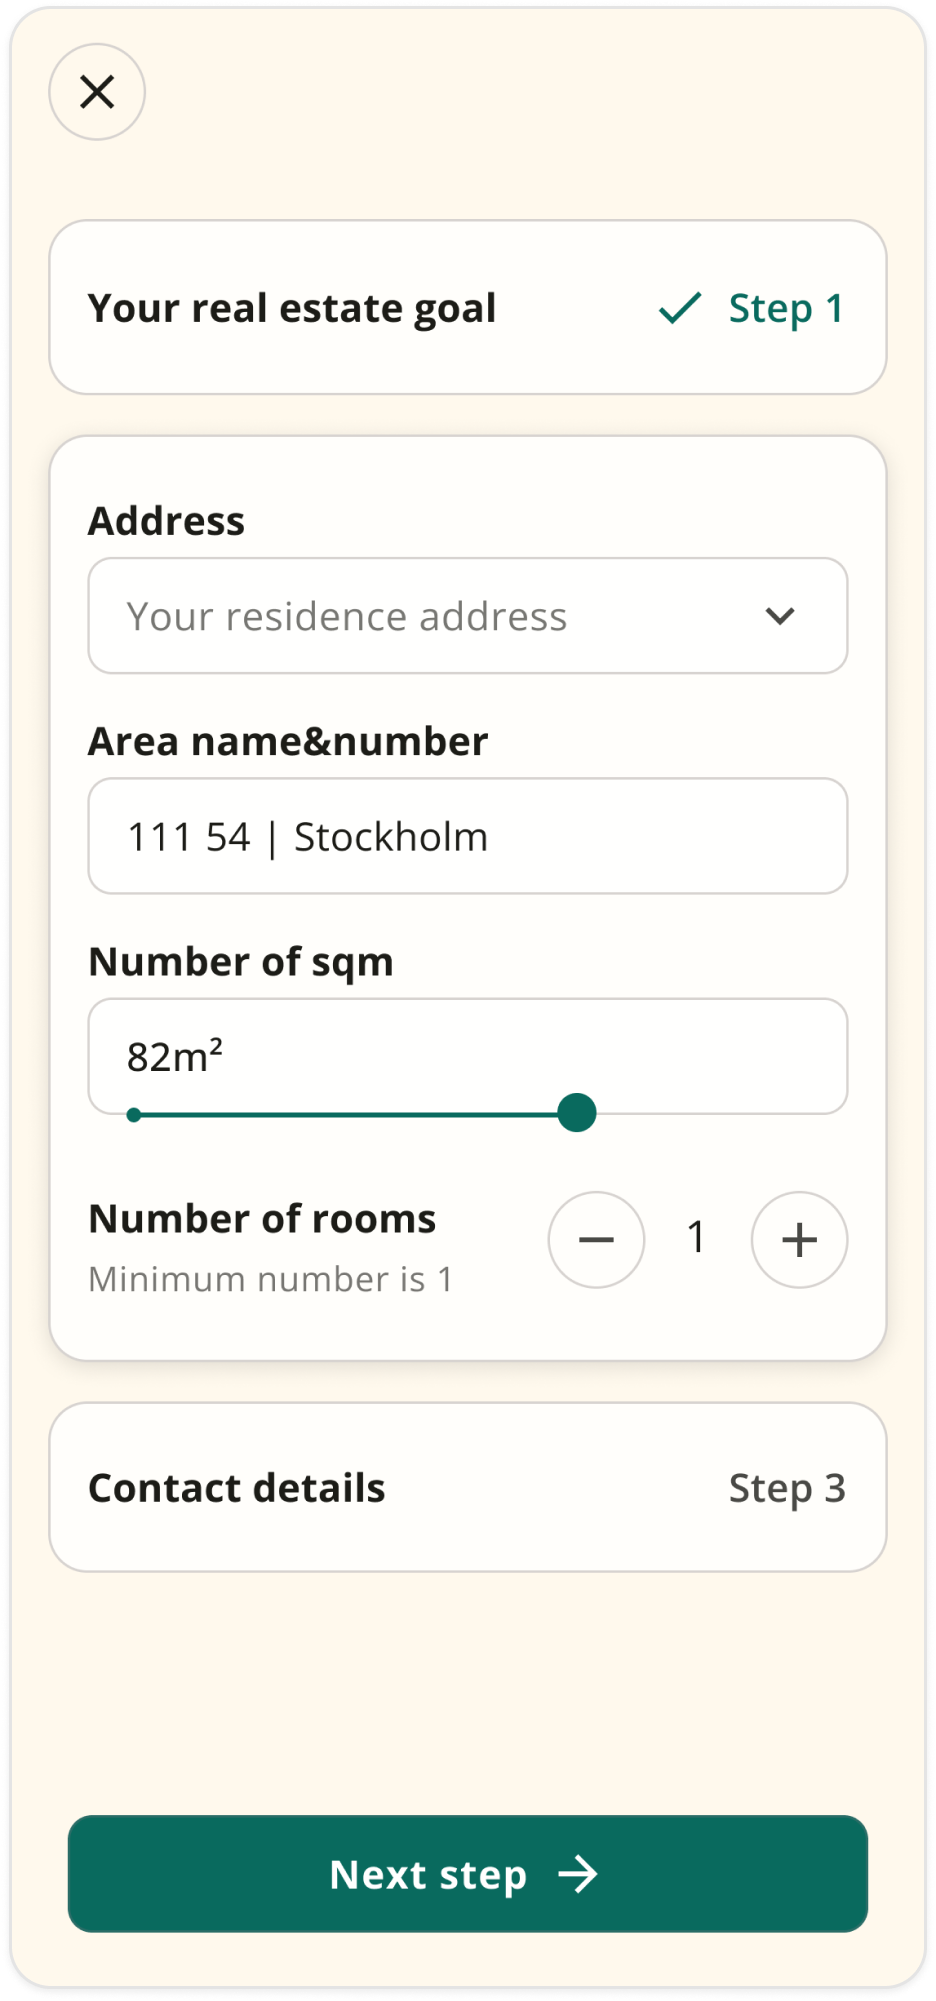 Your real estate goal Step 1
Address
Your residence address
Area name&number
111 54 | Stockholm
Number of sqm
82m²
Number of rooms
Minimum number is 1
1
Contact details Step 3
Next step